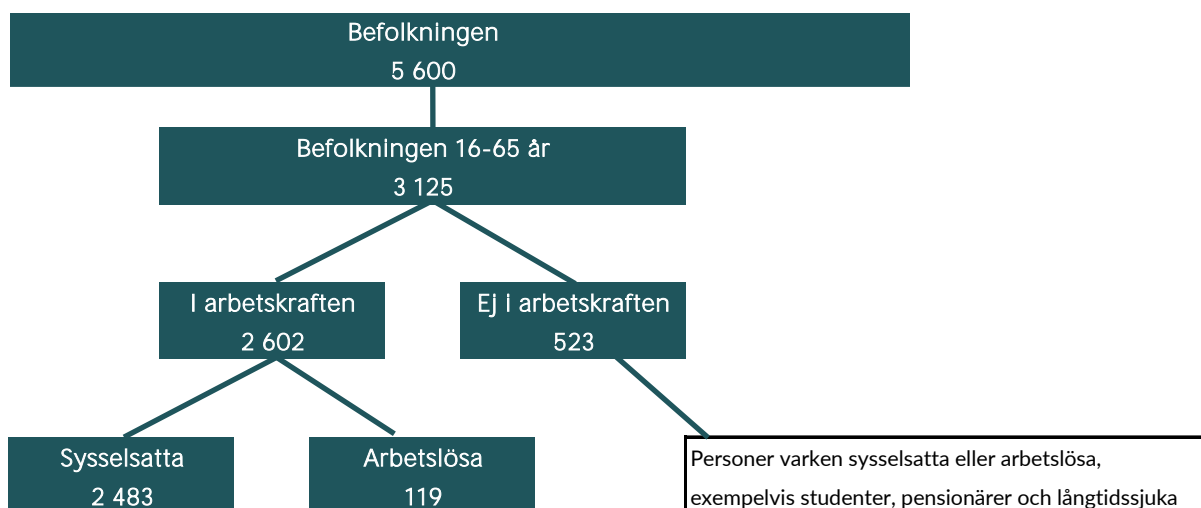 Befolkningen
5 600
Befolkningen 16-65 år
3 125
I arbetskraften
2 602
Ej i arbetskraften
523
Sysselsatta
2 483
Arbetslösa
119
Personer varken sysselsatta eller arbetslösa,
exempelvis studenter, pensionärer och långtidssjuka